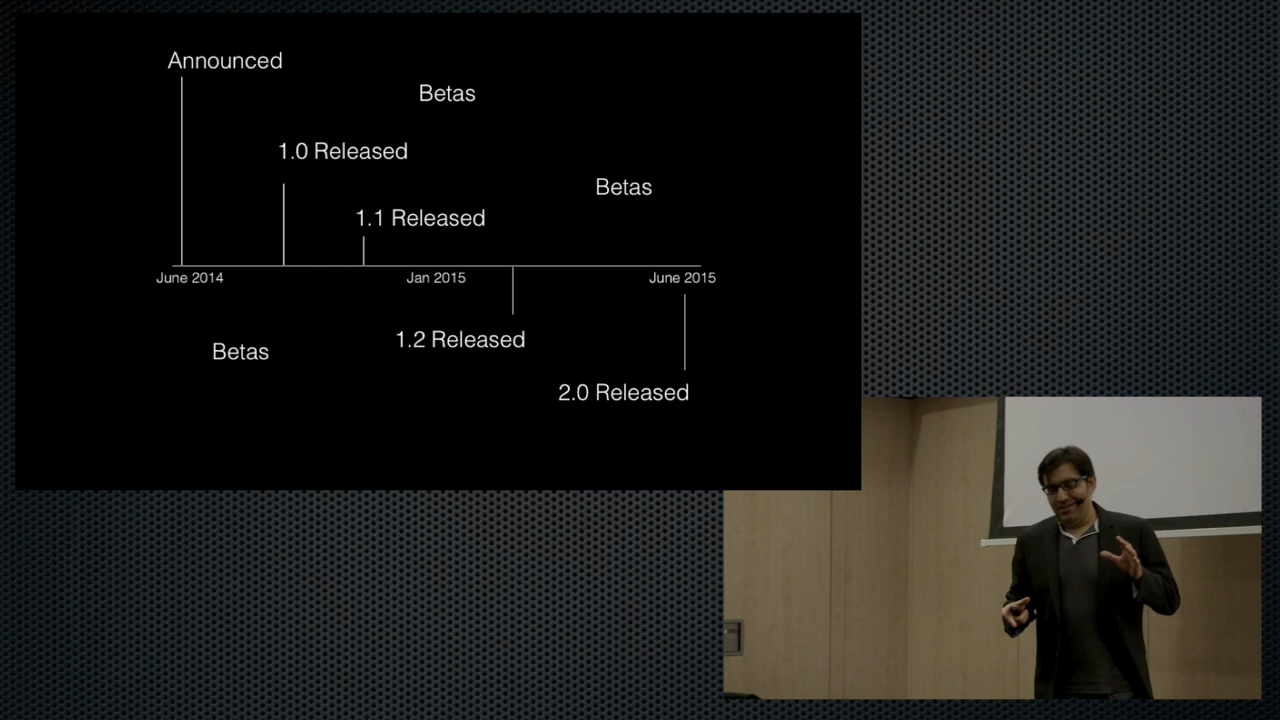 Announced
Betas
1.0 Released
Betas
1.1 Released
June 2014
Jan 2015
June 2015
1.2 Released
Betas
2.0 Released